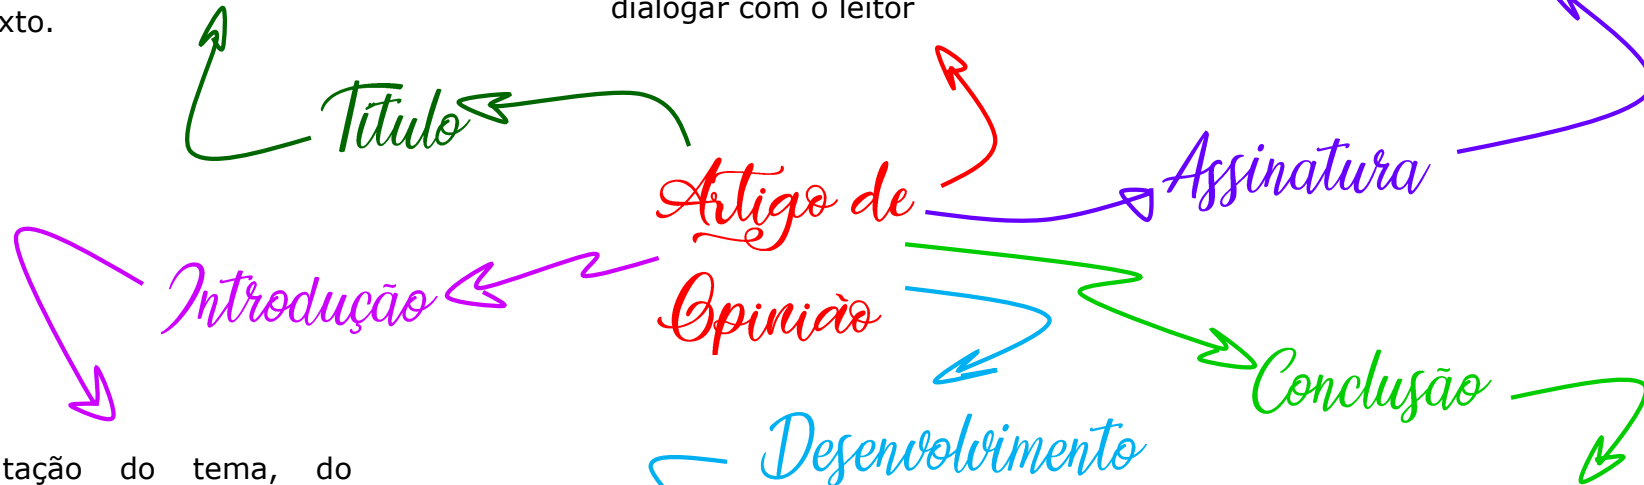 xto.
dialogar com o leitor
Título
Artigo de
Opinião
Assinatura
Introdução
Conclusão
Desenvolvimento
tação do tema, do